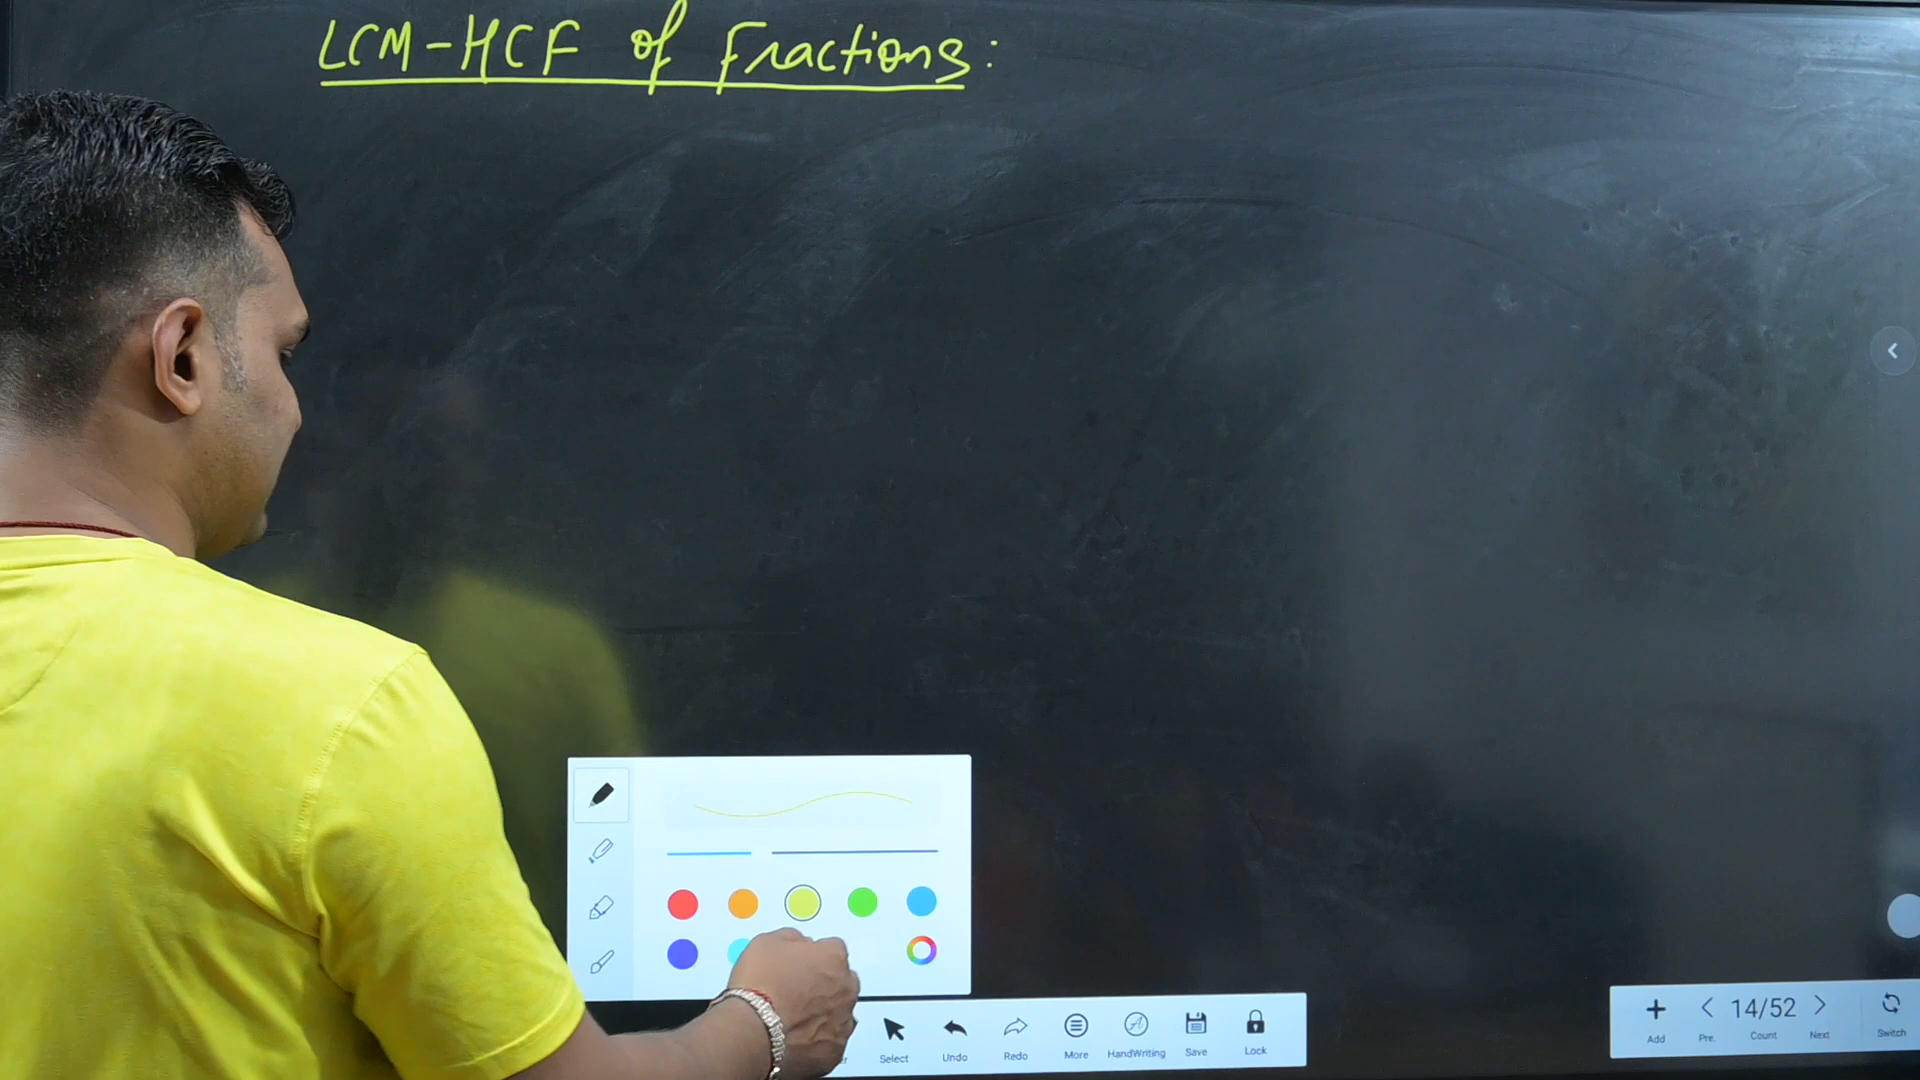 LCM-HCF of Fractions:
Select Undo Redo More HandWriting Save Lock
14/52
Add Pre. Count Next Switch